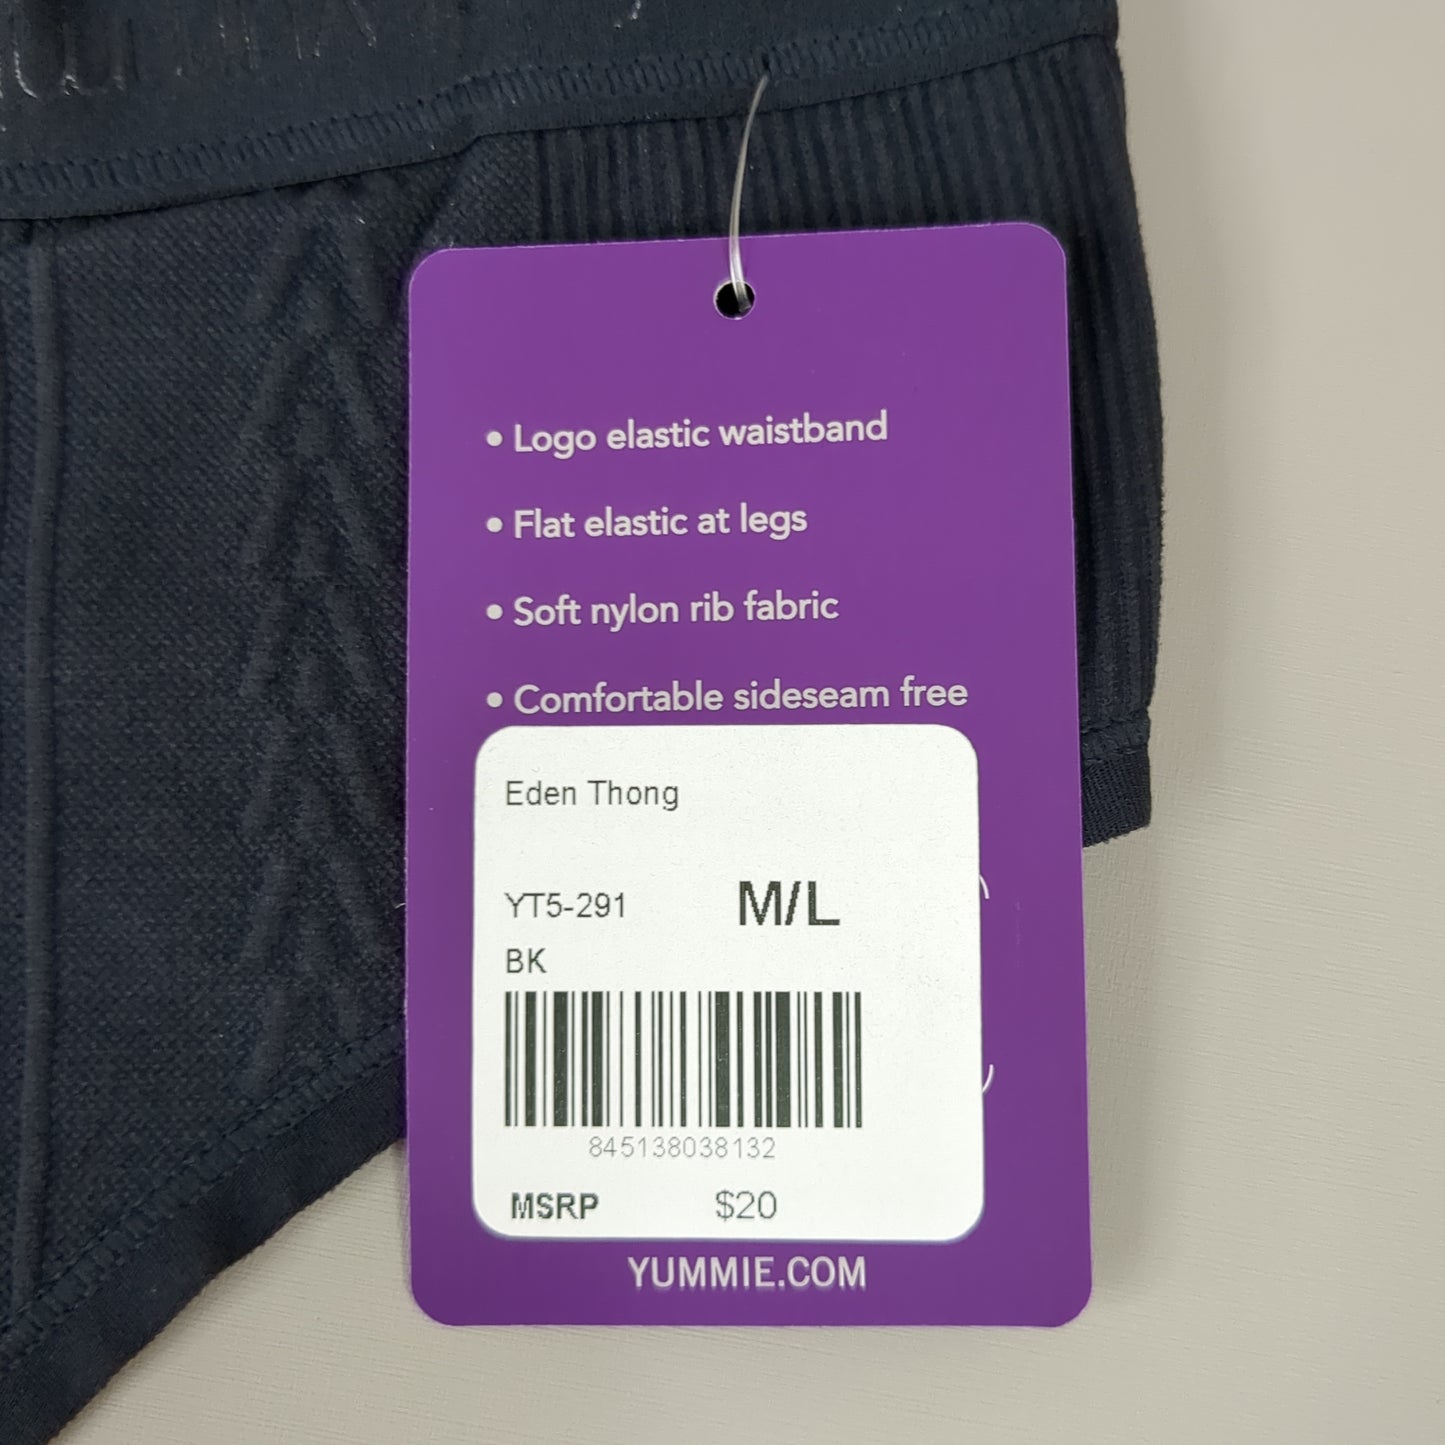 • Logo elastic waistband
• Flat elastic at legs
• Soft nylon rib fabric
• Comfortable sideseam free
Eden Thong
YT5-291 M/L
BK
845138038132
MSRP $20
YUMMIE.COM